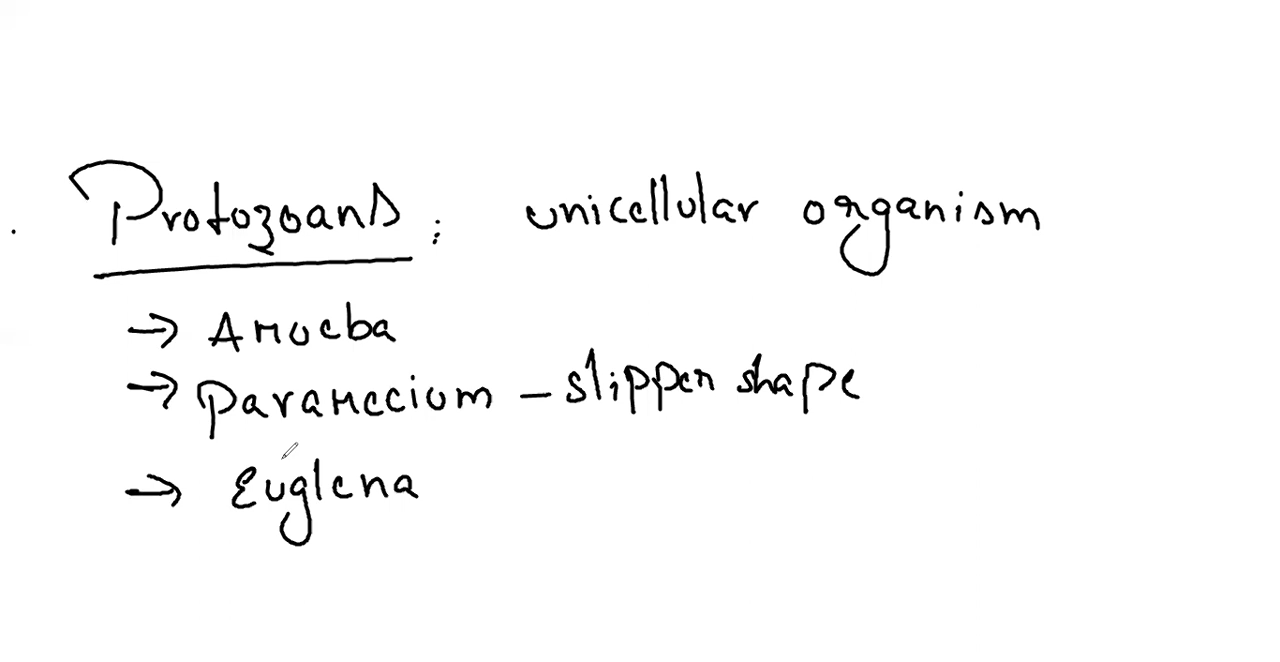 Protozoans : unicellular organism
→ Amoeba
→ Paramecium - slipper shape
→ Euglena